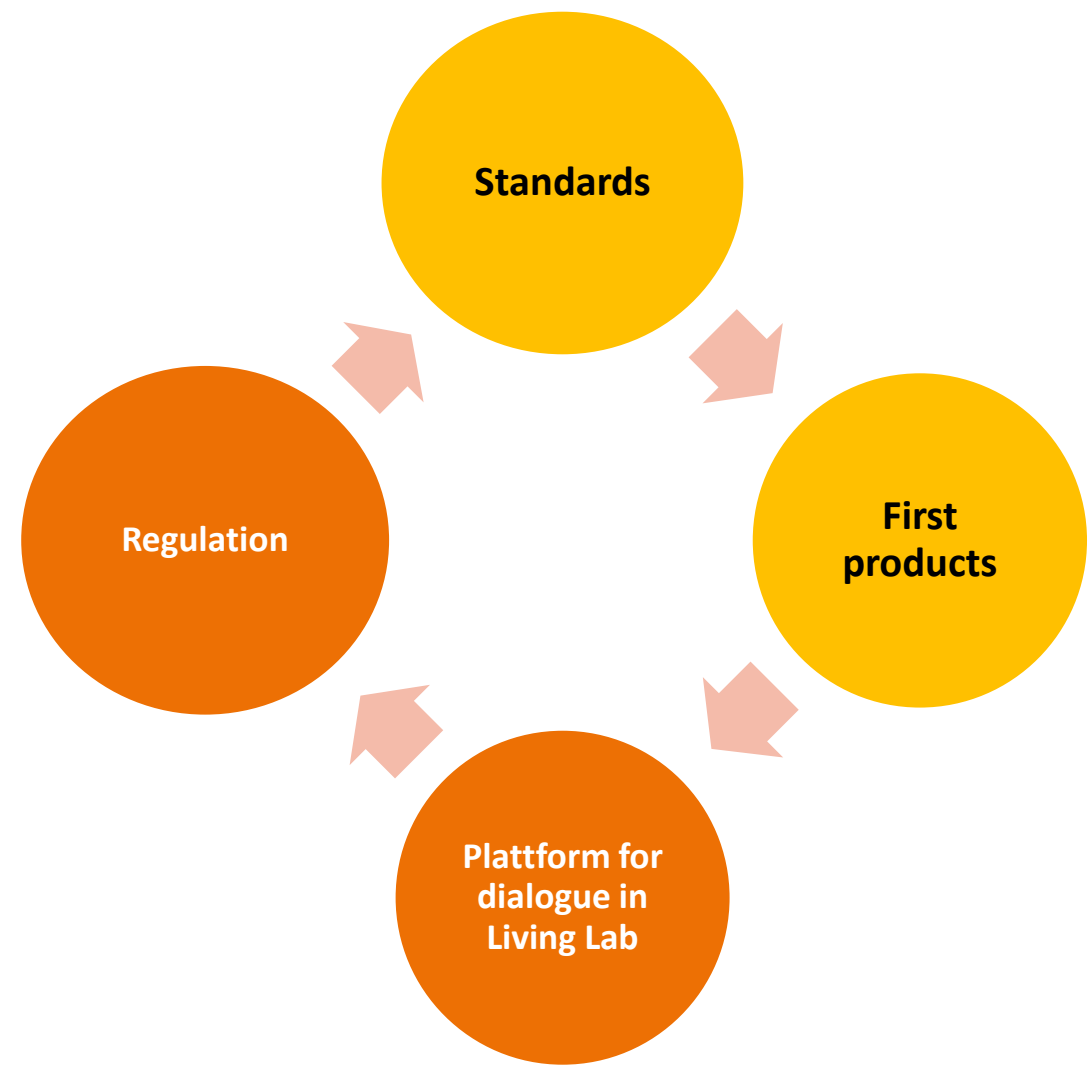 Standards
First
products
Regulation
Plattform for
dialogue in
Living Lab